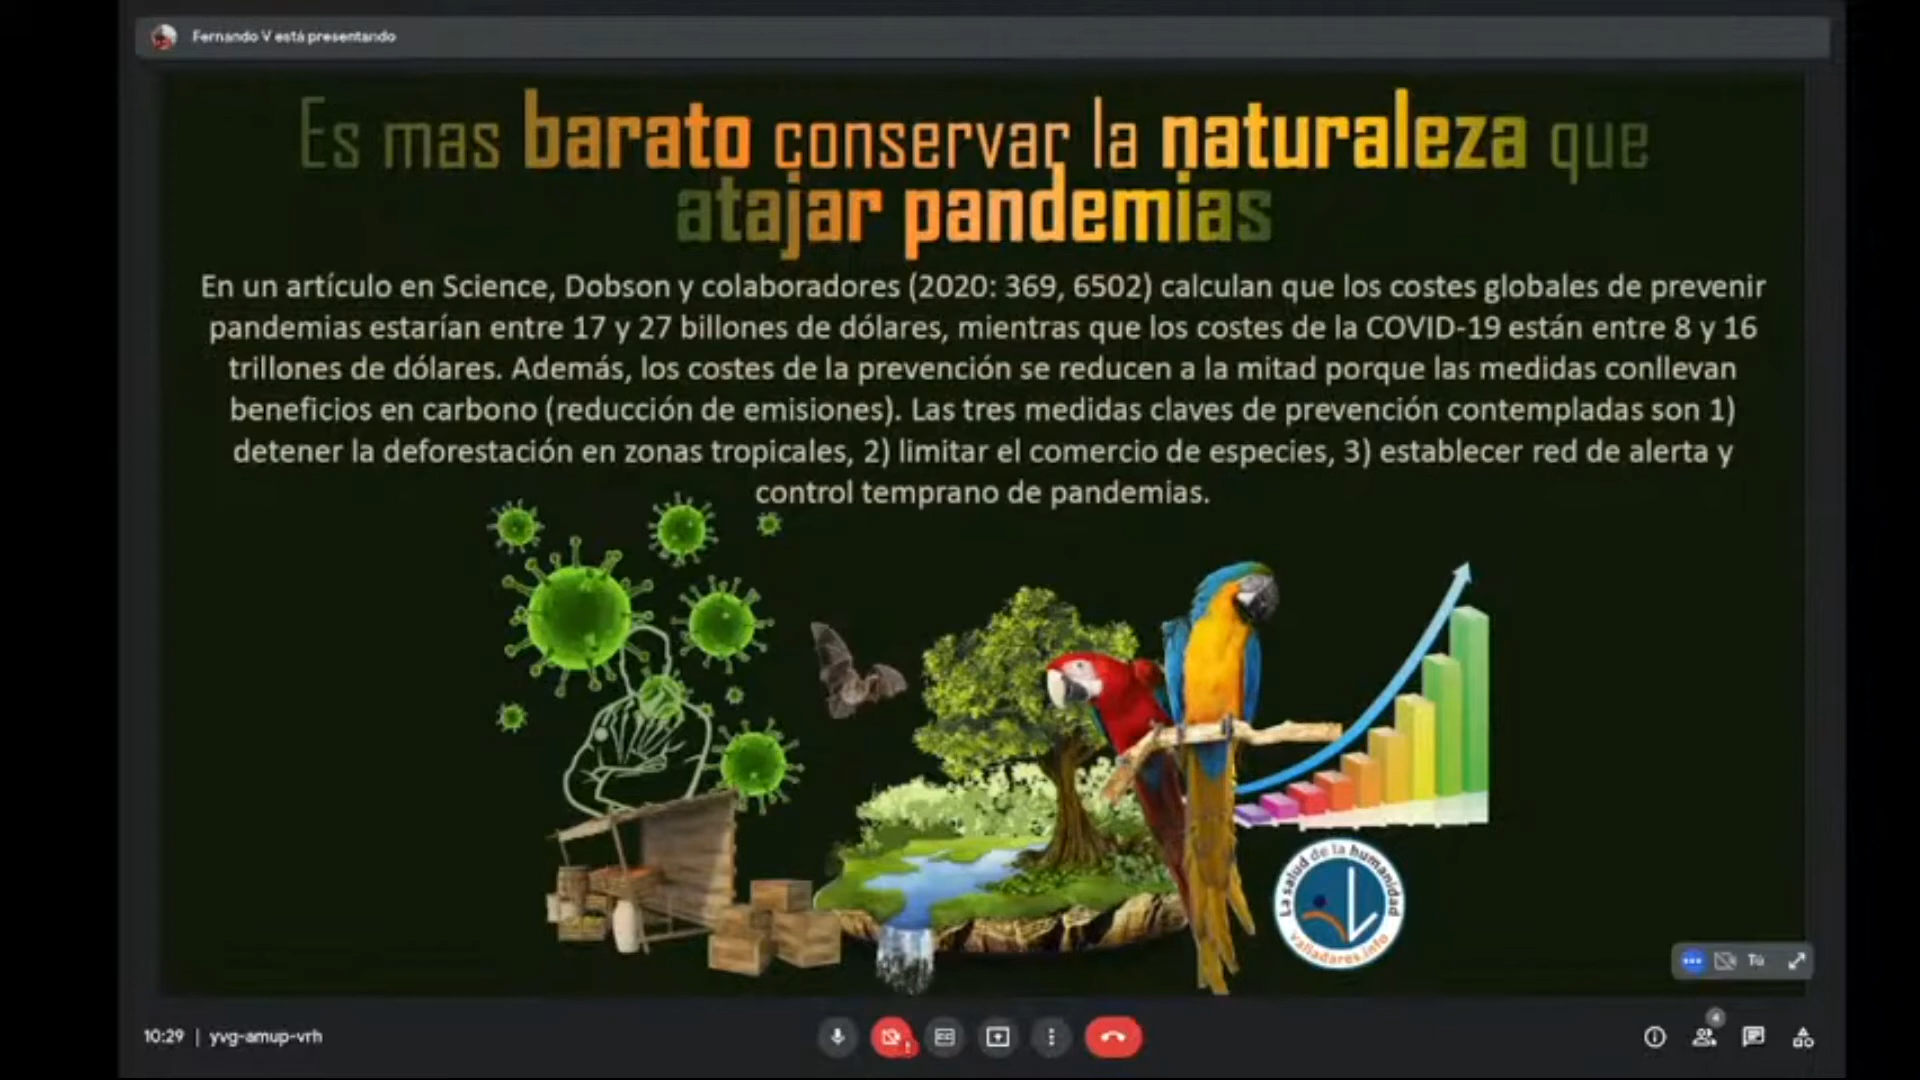 Fernando V está presentando
Es mas barato conservar la naturaleza que
atajar pandemias
En un artículo en Science, Dobson y colaboradores (2020: 369, 6502) calculan que los costes globales de prevenir
pandemias estarían entre 17 y 27 billones de dólares, mientras que los costes de la COVID-19 están entre 8 y 16
trillones de dólares. Además, los costes de la prevención se reducen a la mitad porque las medidas conllevan
beneficios en carbono (reducción de emisiones). Las tres medidas claves de prevención contempladas son 1)
detener la deforestación en zonas tropicales, 2) limitar el comercio de especies, 3) establecer red de alerta y
control temprano de pandemias.
La salud de la humanidad
valladares.info
Tú
10:29 | yvg-amup-vrh
4